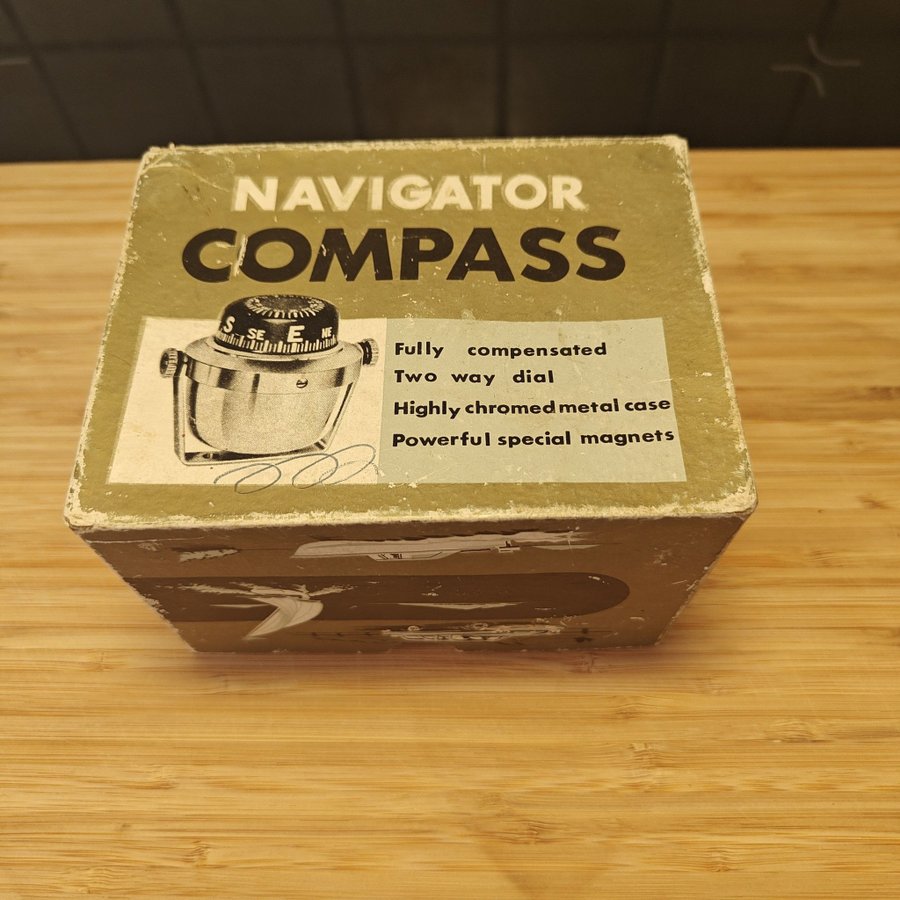 NAVIGATOR
COMPASS
S SE E NE
Fully compensated
Two way dial
Highly chromed metal case
Powerful special magnets